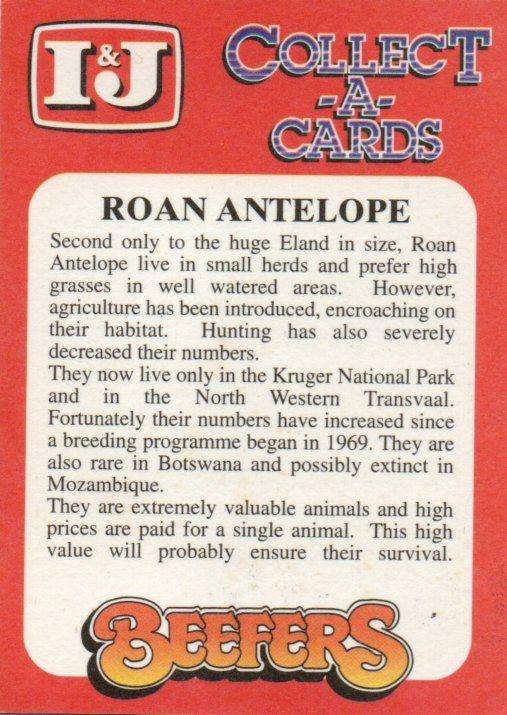 I&J
COLLECT
-A-
CARDS
ROAN ANTELOPE
Second only to the huge Eland in size, Roan
Antelope live in small herds and prefer high
grasses in well watered areas. However,
agriculture has been introduced, encroaching on
their habitat. Hunting has also severely
decreased their numbers.
They now live only in the Kruger National Park
and in the North Western Transvaal.
Fortunately their numbers have increased since
a breeding programme began in 1969. They are
also rare in Botswana and possibly extinct in
Mozambique.
They are extremely valuable animals and high
prices are paid for a single animal. This high
value will probably ensure their survival.
BEEFERS